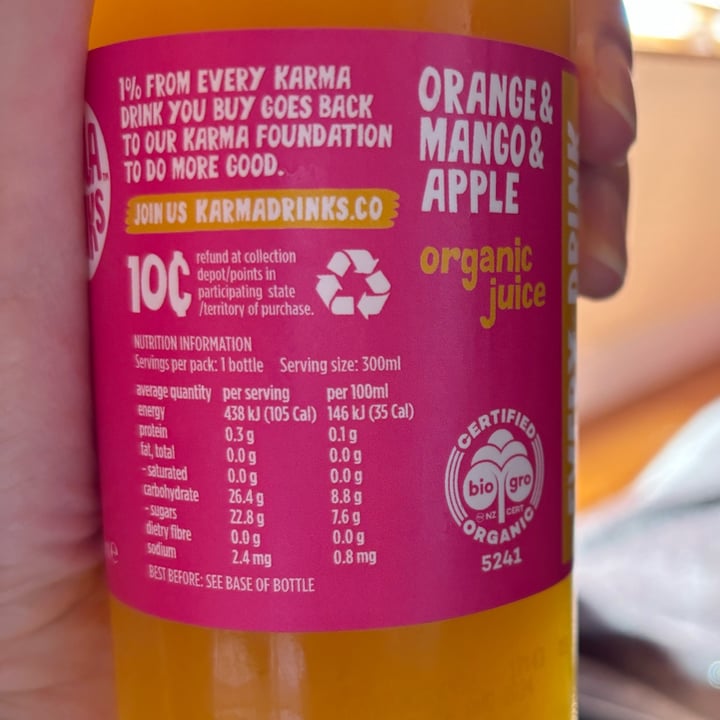 1% FROM EVERY KARMA
DRINK YOU BUY GOES BACK
TO OUR KARMA FOUNDATION
TO DO MORE GOOD.
JOIN US KARMADRINKS.CO
10¢
refund at collection
depot/points in
participating state
/territory of purchase.
NUTRITION INFORMATION
Servings per pack: 1 bottle Serving size: 300ml
average quantity per serving per 100ml
energy 438 kJ (105 Cal) 146 kJ (35 Cal)
protein 0.3 g 0.1 g
fat, total 0.0 g 0.0 g
- saturated 0.0 g 0.0 g
carbohydrate 26.4 g 8.8 g
- sugars 22.8 g 7.6 g
dietry fibre 0.0 g 0.0 g
sodium 2.4 mg 0.8 mg
BEST BEFORE: SEE BASE OF BOTTLE
ORANGE &
MANGO &
APPLE
organic
juice
CERTIFIED
bio gro
NZ CERT
ORGANIC
5241
DRINK